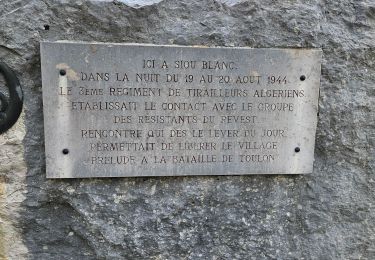 ICI A SIOU BLANC,
DANS LA NUIT DU 19 AU 20 AOUT 1944
LE 3EME REGIMENT DE TIRAILLEURS ALGERIENS
ETABLISSAIT LE CONTACT AVEC LE GROUPE
DES RESISTANTS DU REVEST.
RENCONTRE QUI DES LE LEVER DU JOUR,
PERMETTAIT DE LIBERER LE VILLAGE
PRELUDE A LA BATAILLE DE TOULON